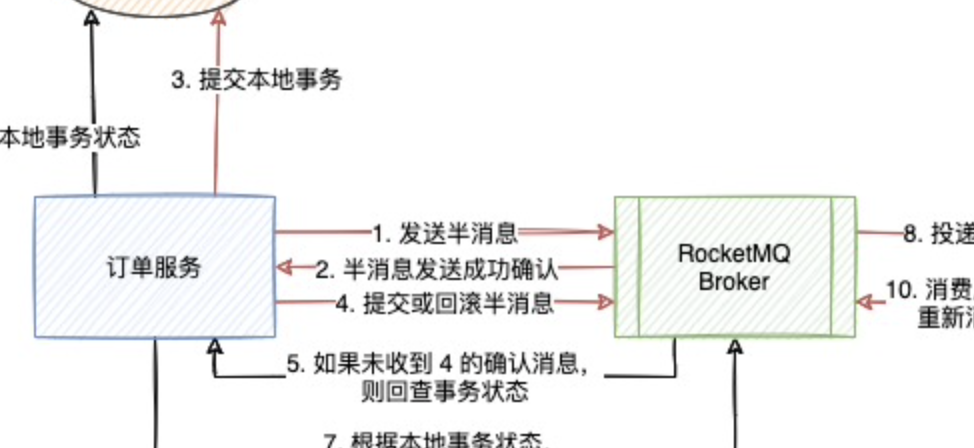 3. 提交本地事务
本地事务状态
1. 发送半消息
8. 投递
订单服务
2. 半消息发送成功确认
RocketMQ
Broker
4. 提交或回滚半消息
10. 消费
重新
5. 如果未收到 4 的确认消息，
则回查事务状态
7. 根据本地事务状态,